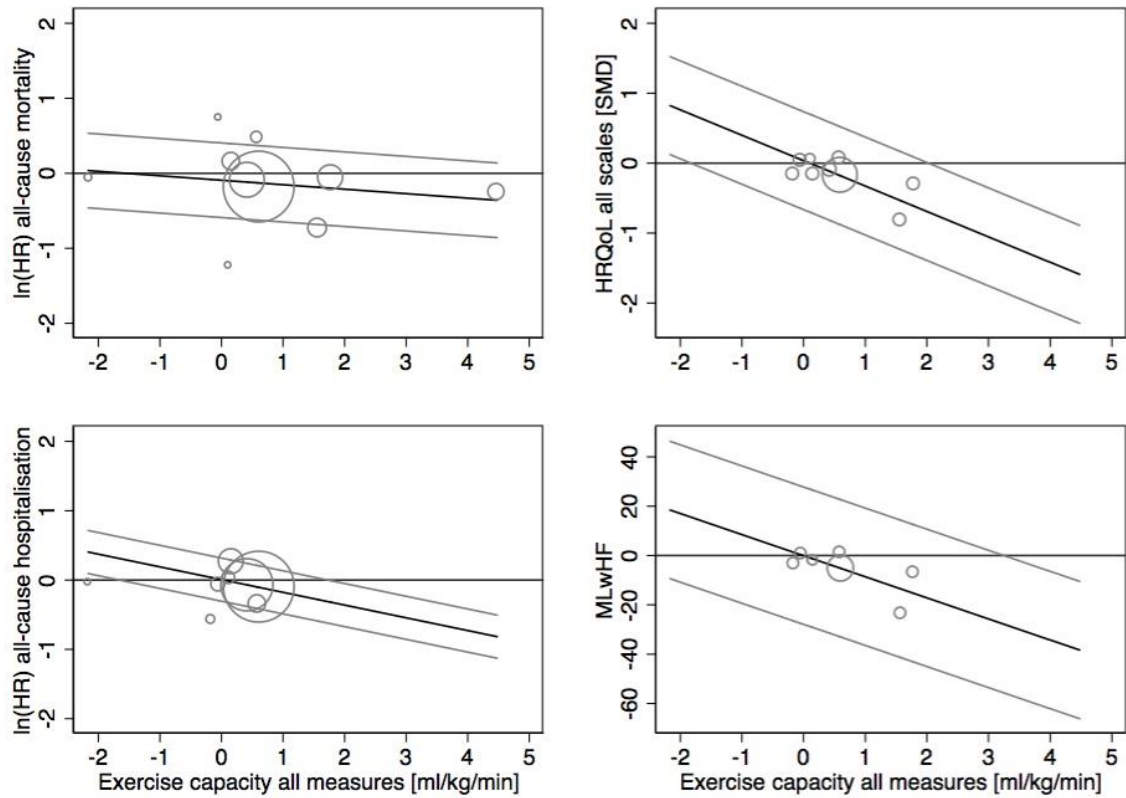 ln(HR) all-cause mortality
2
1
0
-1
-2
-2 -1 0 1 2 3 4 5
HRQoL all scales [SMD]
2
1
0
-1
-2
-2 -1 0 1 2 3 4 5
ln(HR) all-cause hospitalisation
2
1
0
-1
-2
-2 -1 0 1 2 3 4 5
Exercise capacity all measures [ml/kg/min]
MLwHF
40
20
0
-20
-40
-60
-2 -1 0 1 2 3 4 5
Exercise capacity all measures [ml/kg/min]